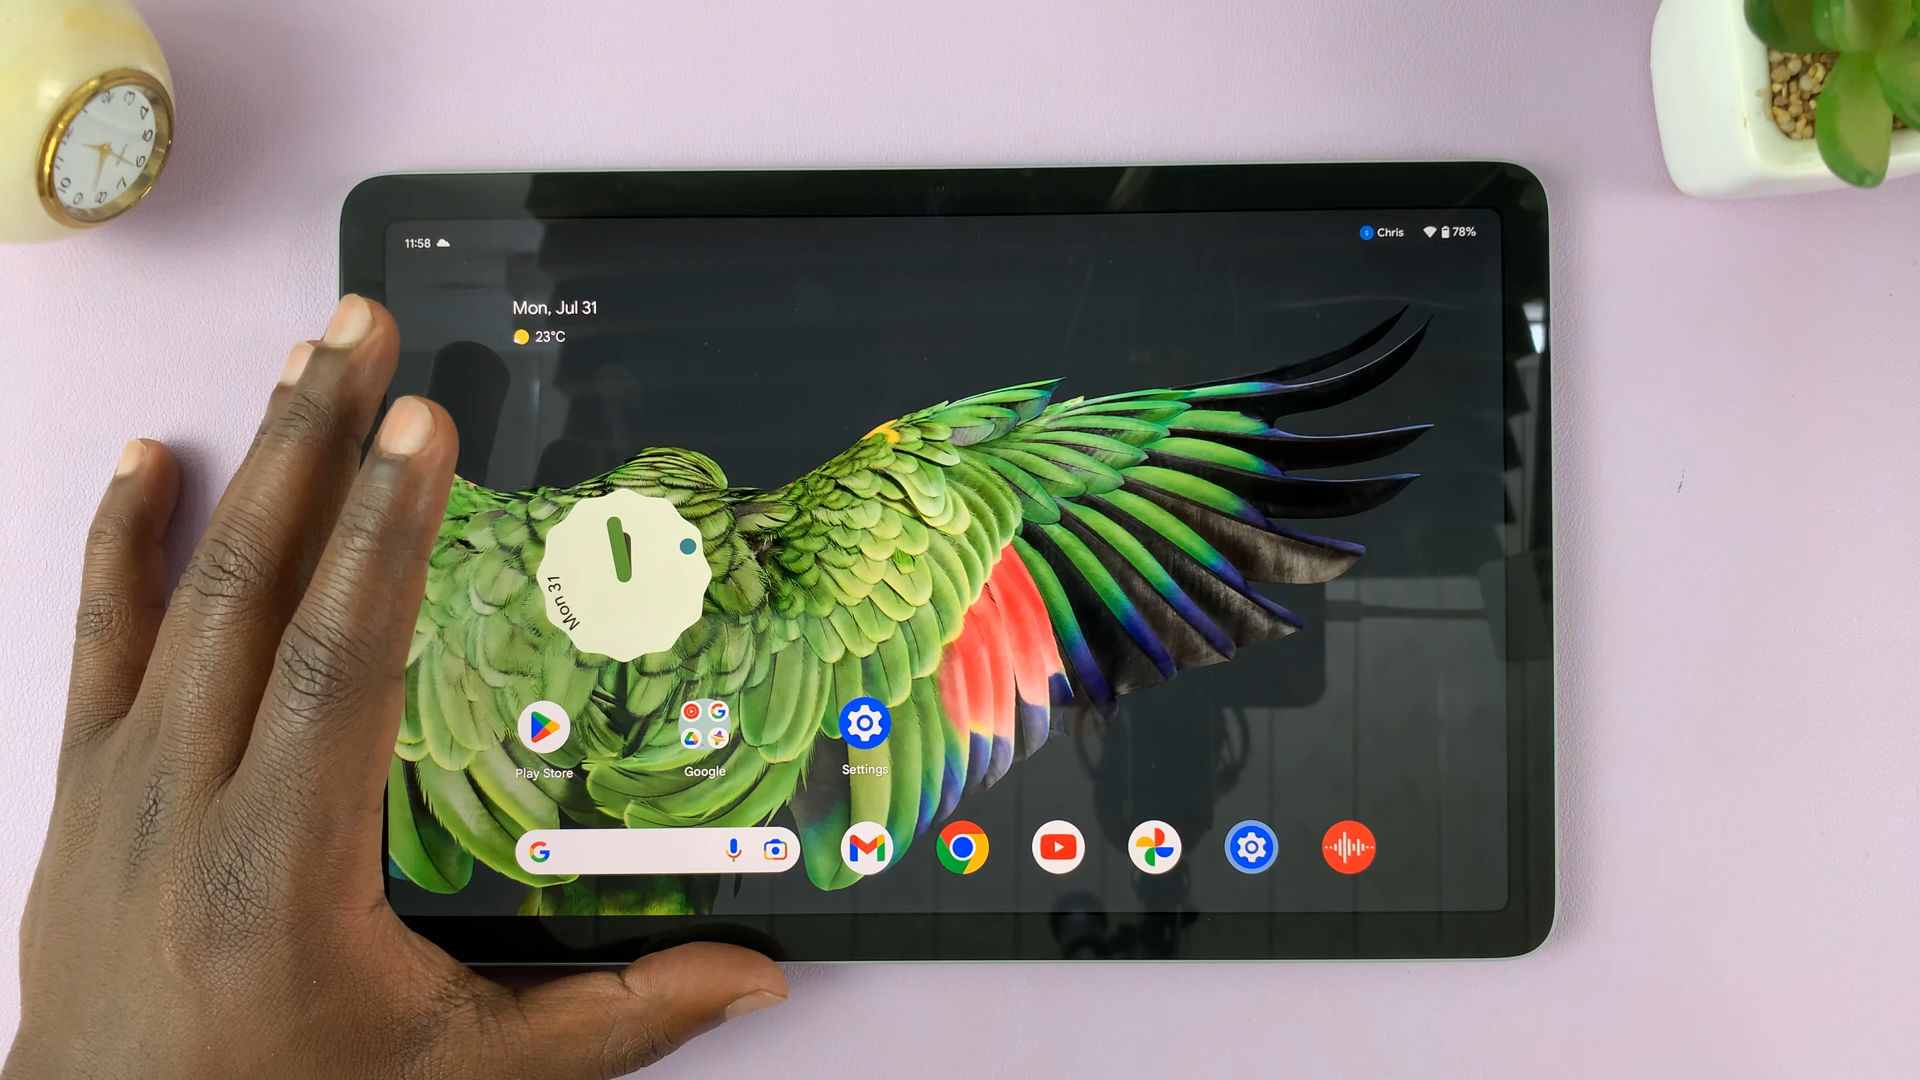 11:58
Chris
78%
Mon, Jul 31
23°C
Mon 31
Play Store
Google
Settings